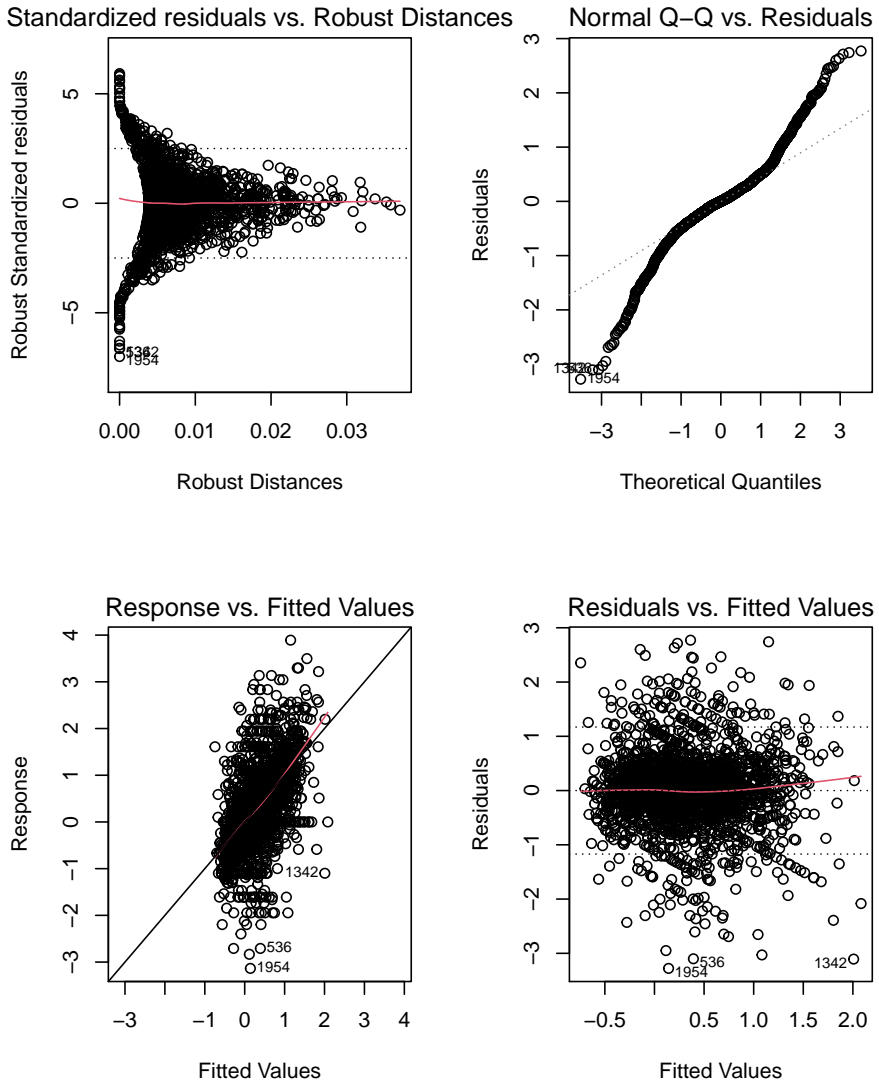 Standardized residuals vs. Robust Distances
Robust Standardized residuals
5
0
−5
1954
0.00 0.01 0.02 0.03
Robust Distances
Normal Q−Q vs. Residuals
Residuals
3
2
1
0
−1
−2
−3
1954
−3 −1 0 1 2 3
Theoretical Quantiles
Response vs. Fitted Values
Response
4
3
2
1
0
−1
−2
−3
1342
536
1954
−3 −1 0 1 2 3 4
Fitted Values
Residuals vs. Fitted Values
Residuals
3
2
1
0
−1
−2
−3
536
1342
1954
−0.5 0.5 1.0 1.5 2.0
Fitted Values